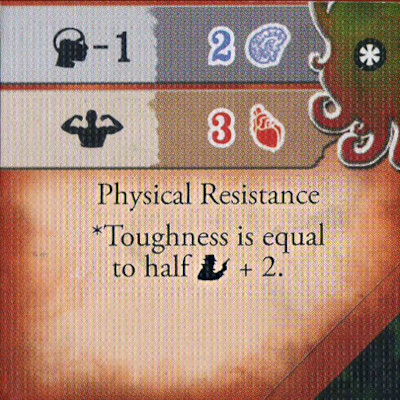 -1 2 *
3
Physical Resistance
*Toughness is equal
to half + 2.